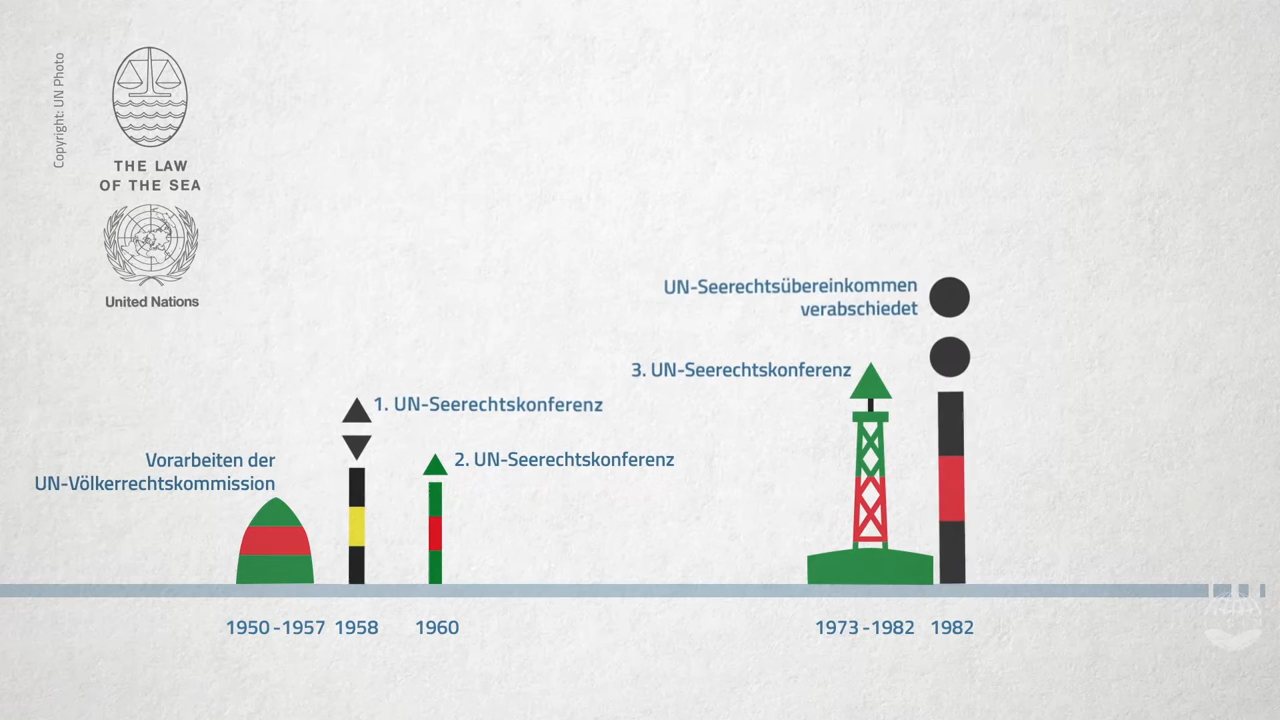 Copyright: UN Photo
THE LAW
OF THE SEA
United Nations
UN-Seerechtsübereinkommen
verabschiedet
3. UN-Seerechtskonferenz
1. UN-Seerechtskonferenz
Vorarbeiten der
UN-Völkerrechtskommission
2. UN-Seerechtskonferenz
1950 -1957 1958 1960 1973 -1982 1982